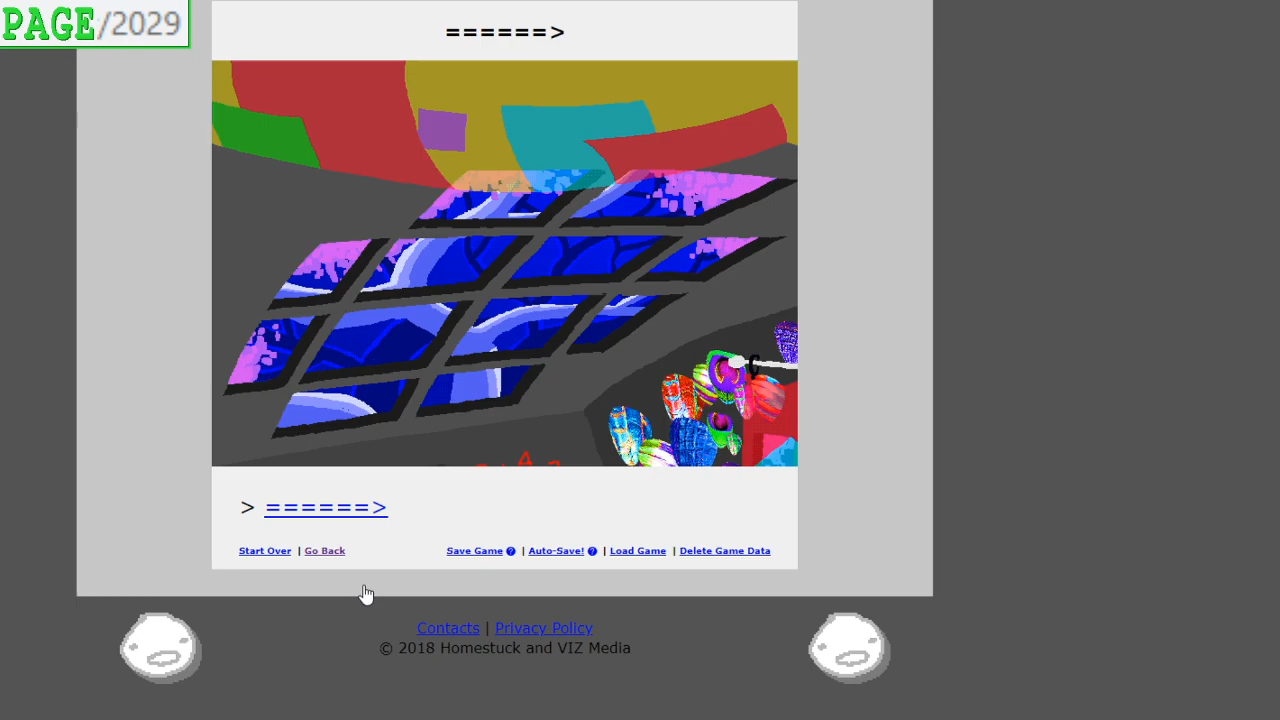 PAGE/2029
======>
> ======>
Start Over | Go Back
Save Game ? | Auto-Save! ? | Load Game | Delete Game Data
Contacts | Privacy Policy
© 2018 Homestuck and VIZ Media